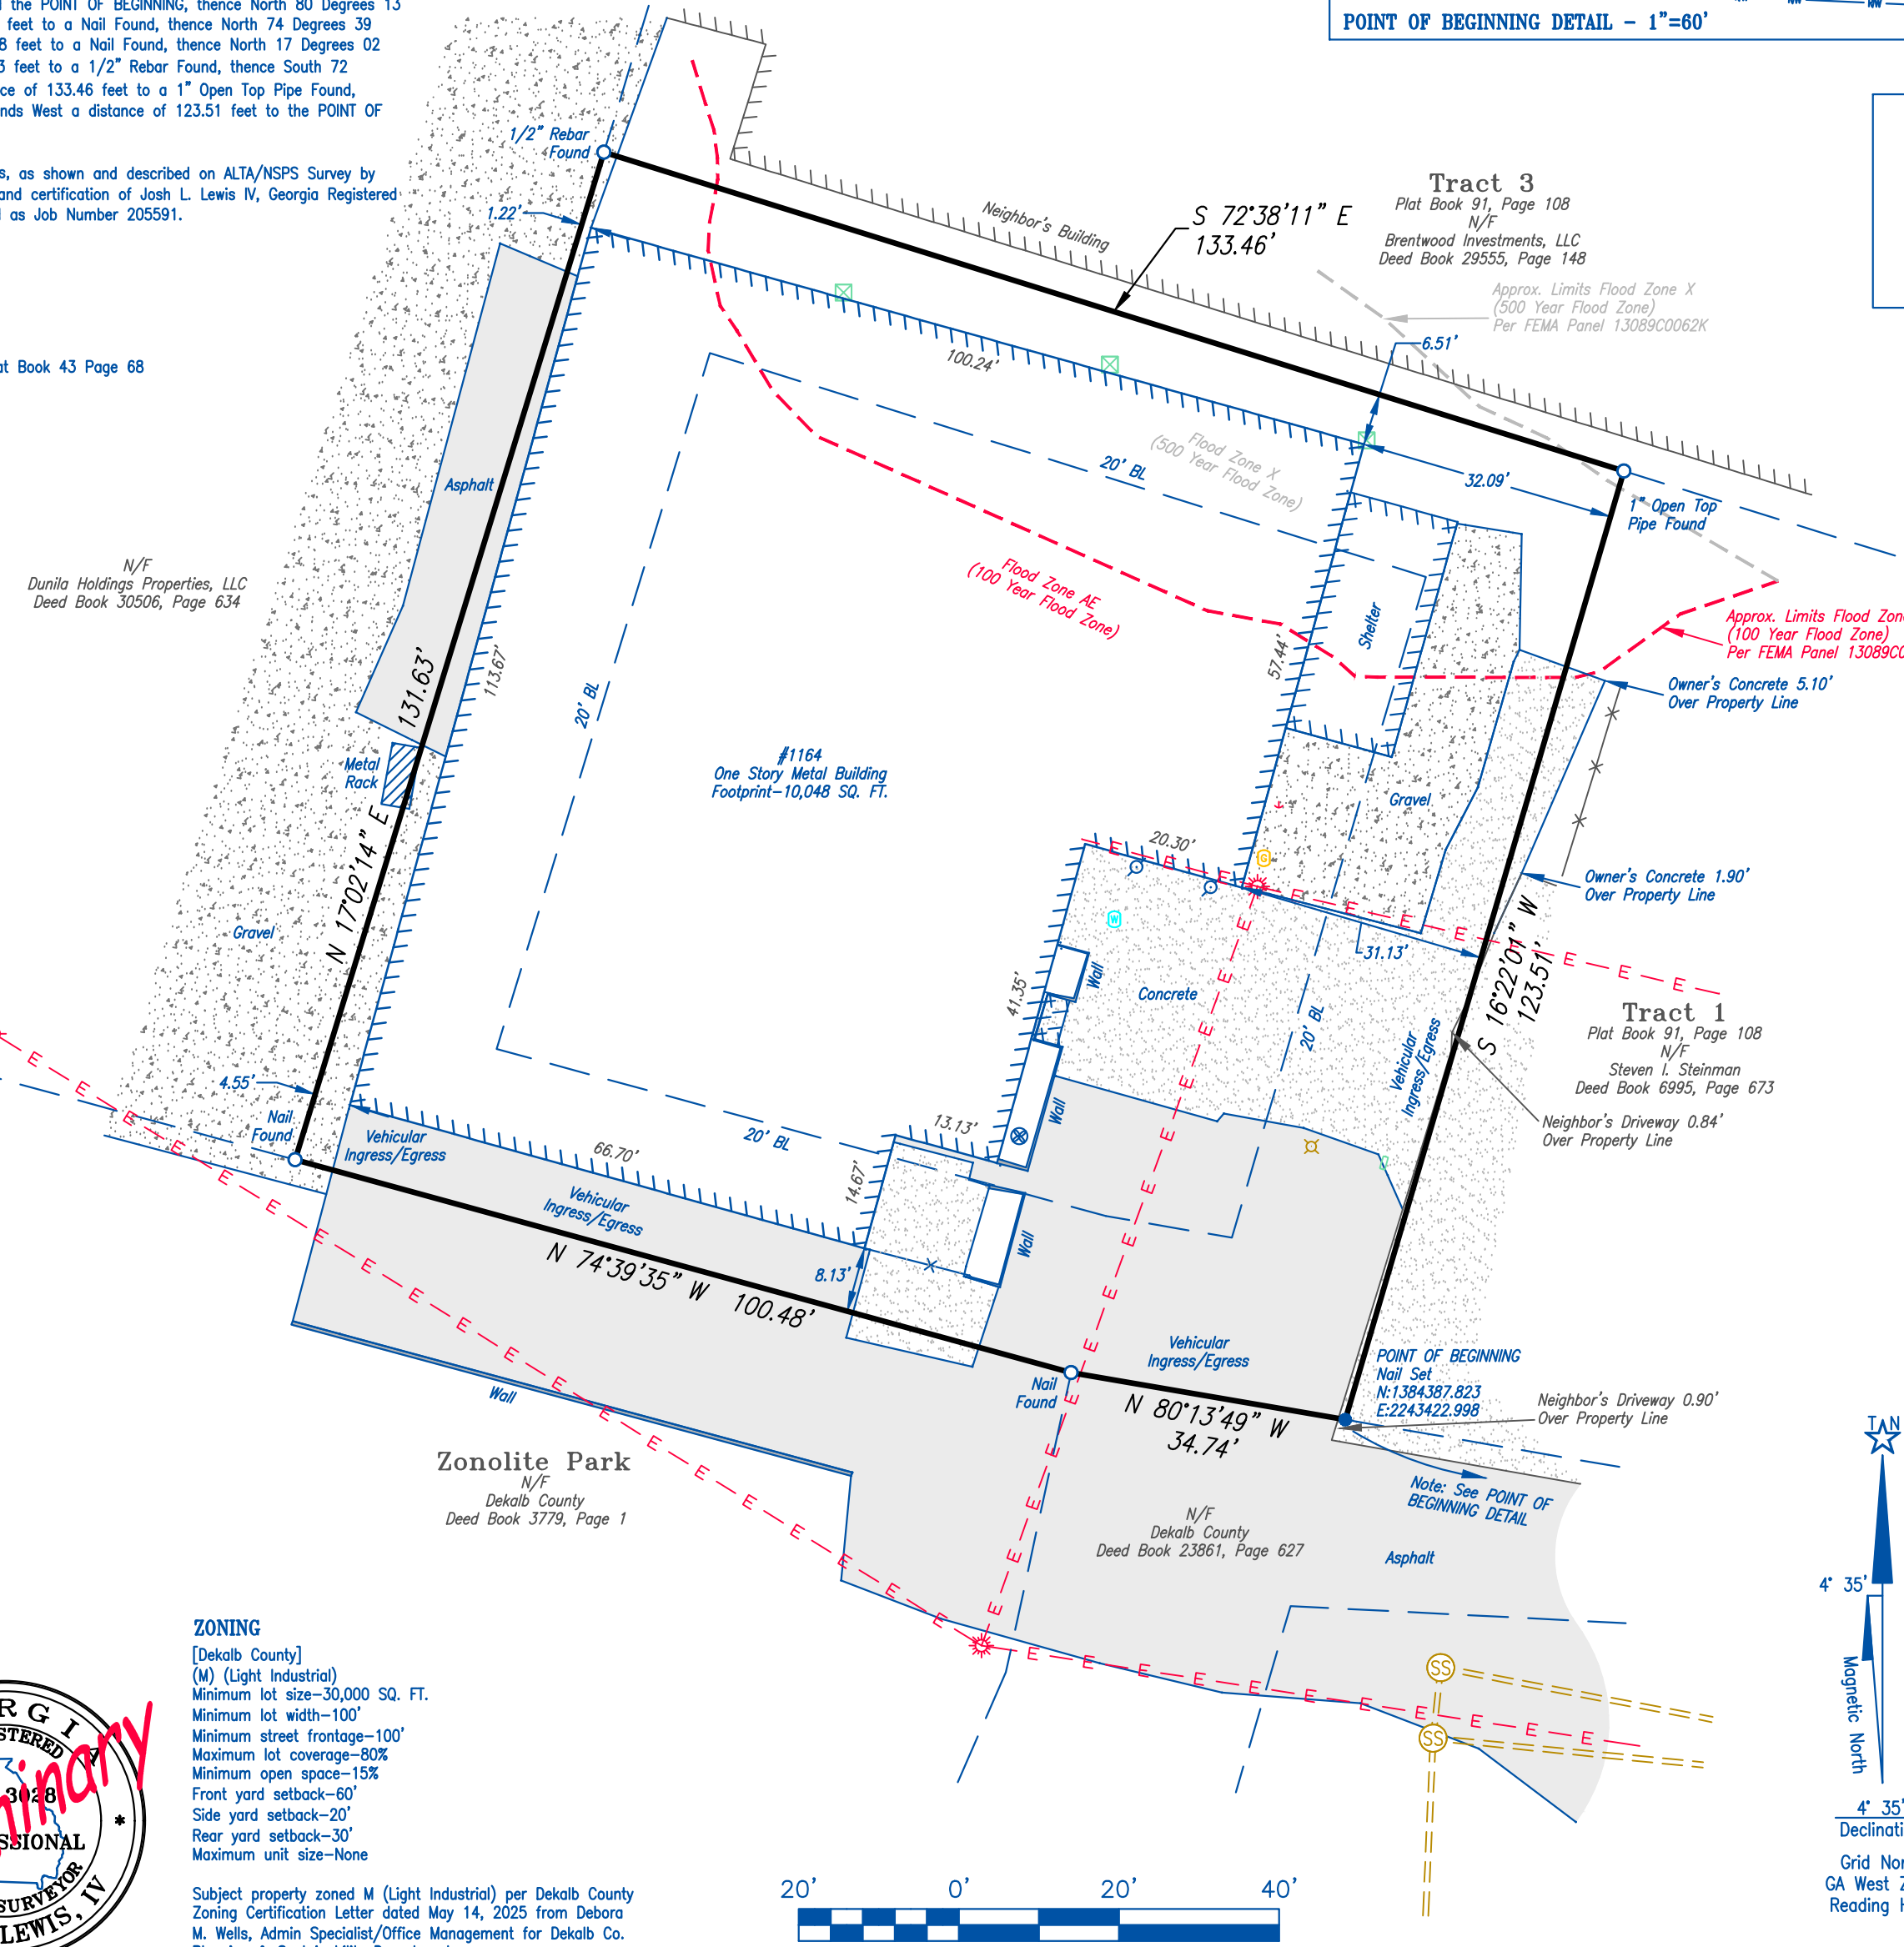 the POINT OF BEGINNING, thence North 80 Degrees 13
feet to a Nail Found, thence North 74 Degrees 39
8 feet to a Nail Found, thence North 17 Degrees 02
3 feet to a 1/2" Rebar Found, thence South 72
ce of 133.46 feet to a 1" Open Top Pipe Found,
nds West a distance of 123.51 feet to the POINT OF
s, as shown and described on ALTA/NSPS Survey by
and certification of Josh L. Lewis IV, Georgia Registered
as Job Number 205591.
at Book 43 Page 68
POINT OF BEGINNING DETAIL - 1"=60'
1/2" Rebar
Found
1.22'
Neighbor's Building
S 72°38'11" E
133.46'
Tract 3
Plat Book 91, Page 108
N/F
Brentwood Investments, LLC
Deed Book 29555, Page 148
Approx. Limits Flood Zone X
(500 Year Flood Zone)
Per FEMA Panel 13089C0062K
6.51'
100.24'
20' BL
Flood Zone X
(500 Year Flood Zone)
32.09'
1" Open Top
Pipe Found
Asphalt
N/F
Dunila Holdings Properties, LLC
Deed Book 30506, Page 634
Flood Zone AE
(100 Year Flood Zone)
Shelter
57.44'
Approx. Limits Flood Zon
(100 Year Flood Zone)
Per FEMA Panel 13089C0
Owner's Concrete 5.10'
Over Property Line
131.63'
113.67'
20' BL
Metal
Rack
#1164
One Story Metal Building
Footprint-10,048 SQ. FT.
Gravel
20.30'
G
W
Owner's Concrete 1.90'
Over Property Line
N 17°02'14" E
Gravel
31.13'
Concrete
Wall
41.35'
20' BL
S 16°22'01" W
123.51'
Tract 1
Plat Book 91, Page 108
N/F
Steven I. Steinman
Deed Book 6995, Page 673
Vehicular
Ingress/Egress
Neighbor's Driveway 0.84'
Over Property Line
4.55'
Nail
Found
Vehicular
Ingress/Egress
66.70'
20' BL
13.13'
Wall
14.67'
Vehicular
Ingress/Egress
Wall
8.13'
N 74°39'35" W 100.48'
Vehicular
Ingress/Egress
POINT OF BEGINNING
Nail Set
N:1384387.823
E:2243422.998
Nail
Found
N 80°13'49" W
34.74'
Neighbor's Driveway 0.90'
Over Property Line
Wall
Zonolite Park
N/F
Dekalb County
Deed Book 3779, Page 1
Note: See POINT OF
BEGINNING DETAIL
N/F
Dekalb County
Deed Book 23861, Page 627
Asphalt
SS
SS
ZONING
[Dekalb County]
(M) (Light Industrial)
Minimum lot size-30,000 SQ. FT.
Minimum lot width-100'
Minimum street frontage-100'
Maximum lot coverage-80%
Minimum open space-15%
Front yard setback-60'
Side yard setback-20'
Rear yard setback-30'
Maximum unit size-None
Subject property zoned M (Light Industrial) per Dekalb County
Zoning Certification Letter dated May 14, 2025 from Debora
M. Wells, Admin Specialist/Office Management for Dekalb Co.
RGIA
STERED
3028
SSIONAL
SURVEYOR
LEWIS, IV
minary
20' 0' 20' 40'
N
4° 35'
Magnetic North
4° 35'
Declinati
Grid Nor
GA West Z
Reading H